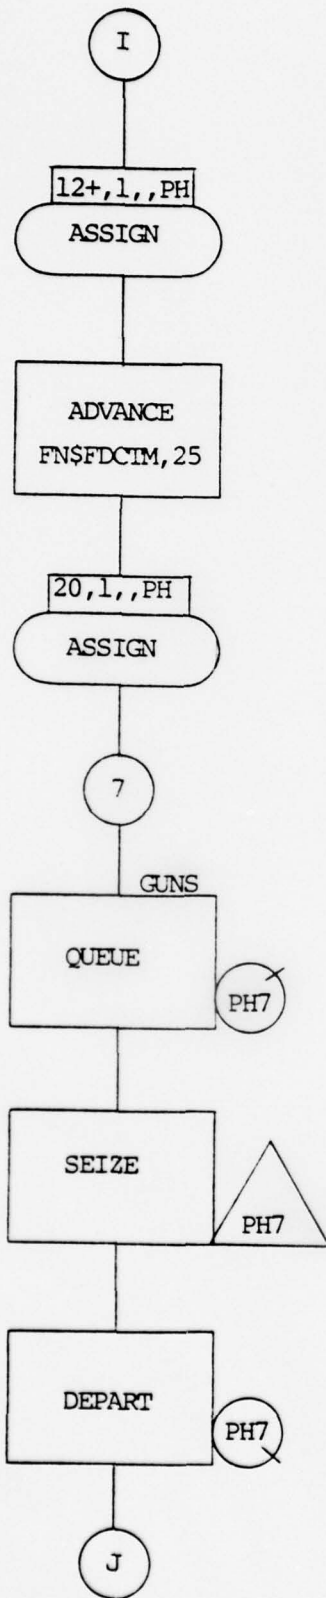 I
12+,1,,PH
ASSIGN
ADVANCE
FN$FDCTM,25
20,1,,PH
ASSIGN
7
GUNS
QUEUE
PH7
SEIZE
PH7
DEPART
PH7
J